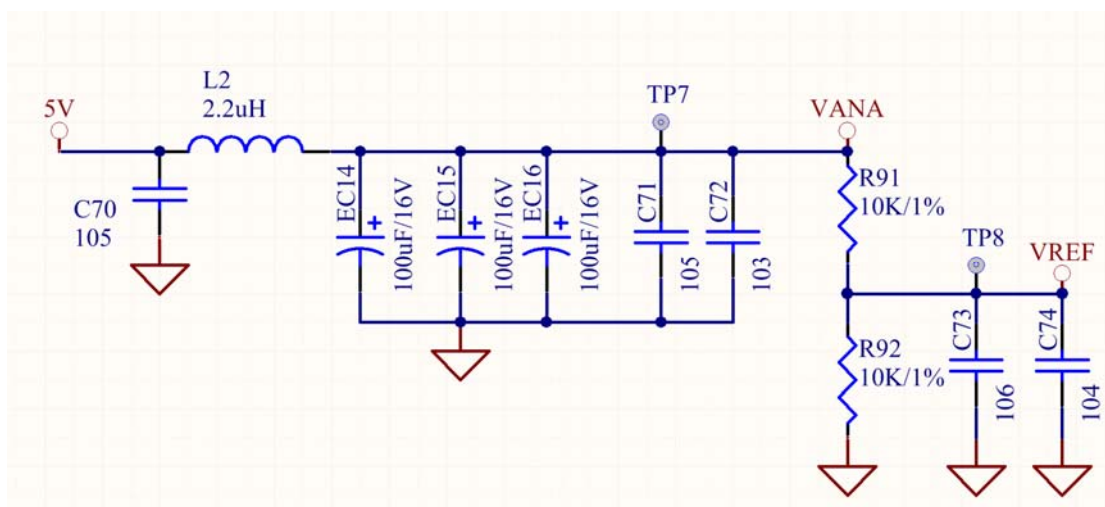 5V
L2
2.2uH
C70
105
EC14
100uF/16V
EC15
100uF/16V
EC16
100uF/16V
TP7
C71
105
C72
103
VANA
R91
10K/1%
TP8
VREF
R92
10K/1%
C73
106
C74
104
+
+
+